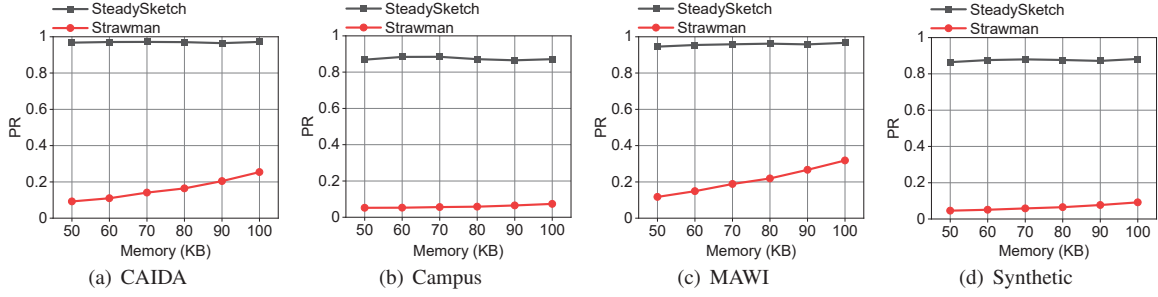 SteadySketch
Strawman
1
0.8
0.6
0.4
0.2
0
PR
50 60 70 80 90 100
Memory (KB)
(a) CAIDA
SteadySketch
Strawman
1
0.8
0.6
0.4
0.2
0
PR
50 60 70 80 90 100
Memory (KB)
(b) Campus
SteadySketch
Strawman
1
0.8
0.6
0.4
0.2
0
PR
50 60 70 80 90 100
Memory (KB)
(c) MAWI
SteadySketch
Strawman
1
0.8
0.6
0.4
0.2
0
PR
50 60 70 80 90 100
Memory (KB)
(d) Synthetic